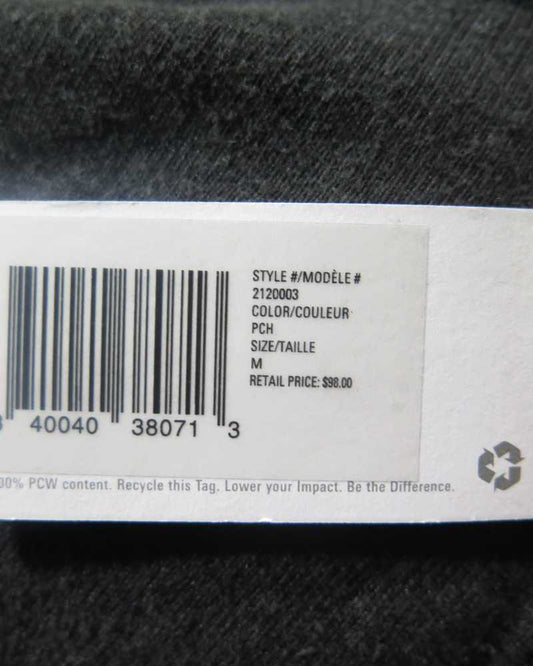 STYLE #/MODÈLE #
2120003
COLOR/COULEUR
PCH
SIZE/TAILLE
M
RETAIL PRICE: $98.00
40040 38071 3
PCW content. Recycle this Tag. Lower your Impact. Be the Difference.